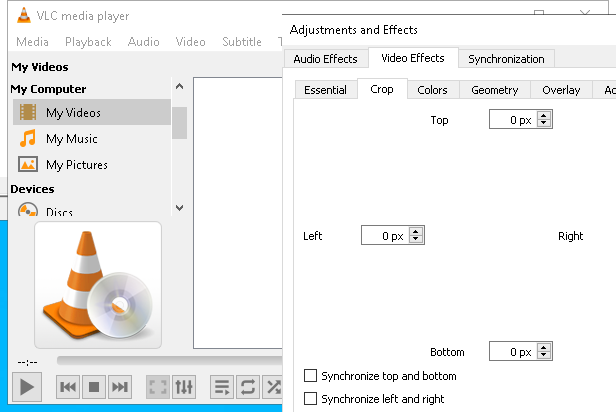 VLC media player
Media Playback Audio Video Subtitle
My Videos
My Computer
My Videos
My Music
My Pictures
Devices
Discs
--:--
Adjustments and Effects
Audio Effects Video Effects Synchronization
Essential Crop Colors Geometry Overlay
Top 0 px
Left 0 px Right
Bottom 0 px
Synchronize top and bottom
Synchronize left and right